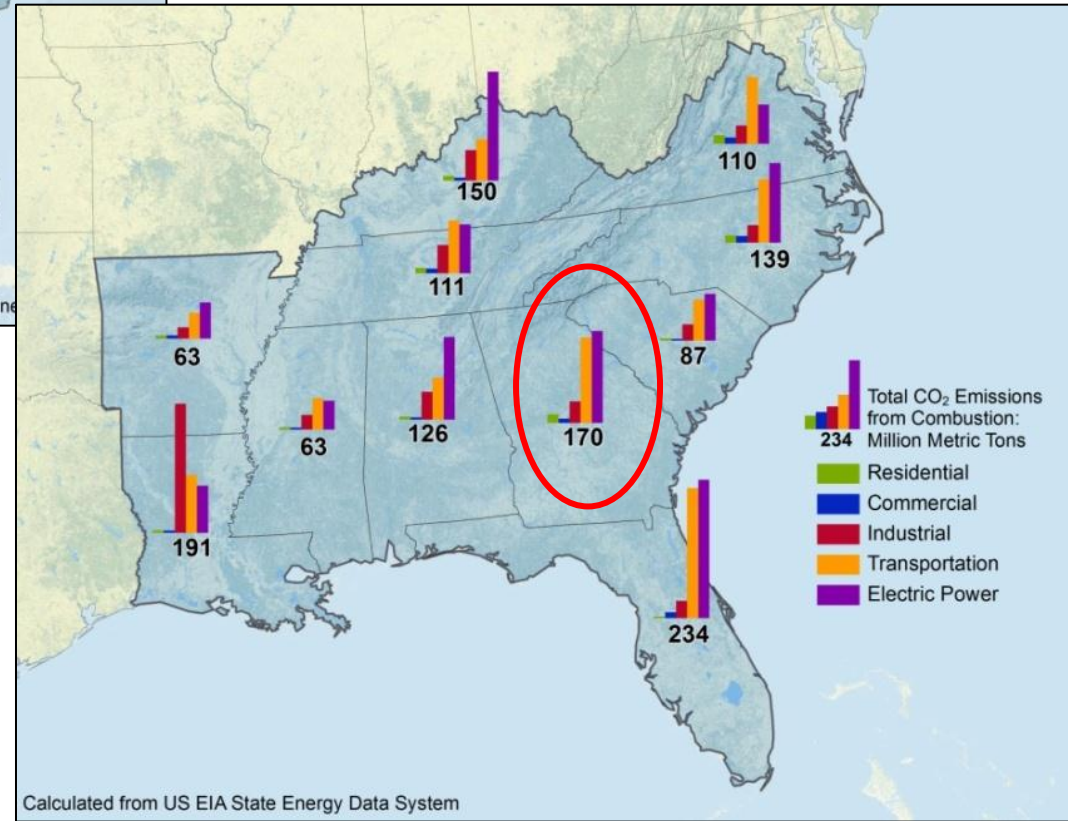 150
110
139
111
63
87
63
126
170
191
234
Total CO₂ Emissions
from Combustion:
234 Million Metric Tons
Residential
Commercial
Industrial
Transportation
Electric Power
Calculated from US EIA State Energy Data System